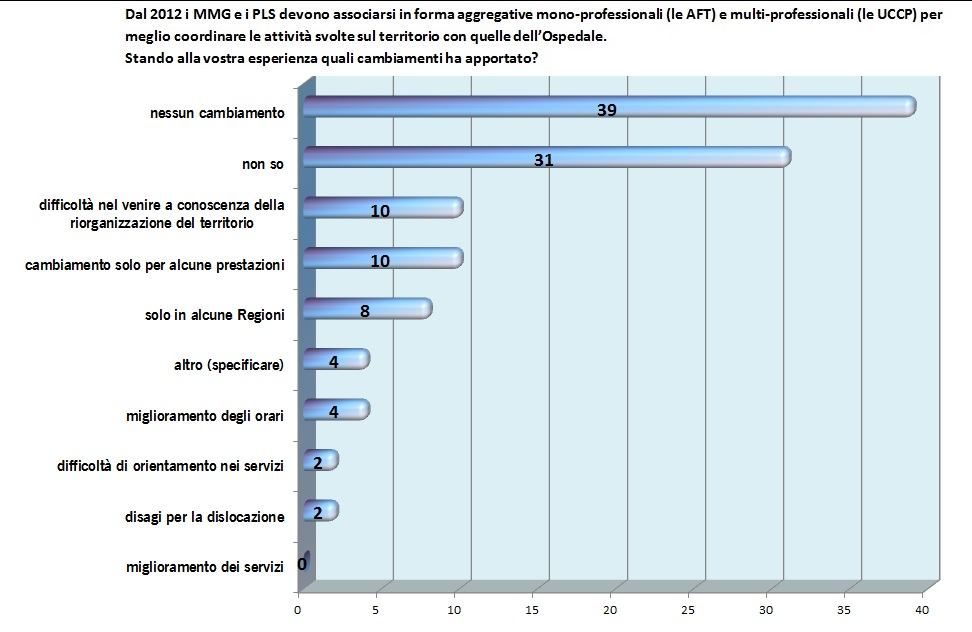 Dal 2012 i MMG e i PLS devono associarsi in forma aggregative mono-professionali (le AFT) e multi-professionali (le UCCP) per
meglio coordinare le attività svolte sul territorio con quelle dell'Ospedale.
Stando alla vostra esperienza quali cambiamenti ha apportato?
nessun cambiamento 39
non so 31
difficoltà nel venire a conoscenza della
riorganizzazione del territorio 10
cambiamento solo per alcune prestazioni 10
solo in alcune Regioni 8
altro (specificare) 4
miglioramento degli orari 4
difficoltà di orientamento nei servizi 2
disagi per la dislocazione 2
miglioramento dei servizi 0
0 5 10 15 20 25 30 35 40